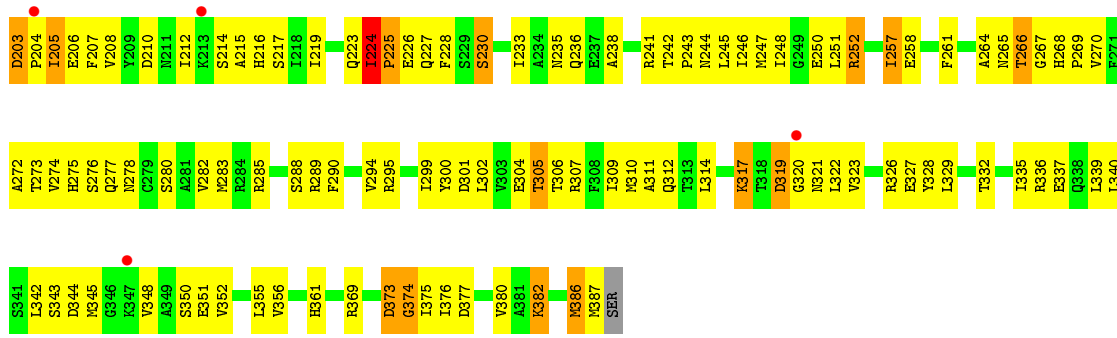 D203 P204 I205 E206 F207 V208 Y209 D210 N211 I212 K213 S214 A215 H216 S217 I218 I219 Q223 I224 P225 E226 Q227 F228 S229 S230 I233 A234 N235 Q236 E237 A238 R241 T242 P243 N244 L245 I246 M247 I248 G249 E250 L251 R252 I257 E258 F261 A264 N265 T266 G267 H268 P269 V270 F271
A272 T273 V274 H275 S276 Q277 N278 C279 S280 A281 V282 M283 R284 R285 S288 R289 F290 V294 R295 I299 Y300 D301 L302 V303 E304 T305 T306 R307 F308 I309 M310 A311 Q312 T313 L314 K317 T318 D319 G320 N321 L322 V323 R326 E327 Y328 L329 T332 I335 R336 E337 Q338 L339 L340
S341 L342 S343 D344 M345 G346 K347 V348 A349 S350 E351 V352 L355 V356 H361 R369 D373 G374 I375 I376 D377 V380 A381 K382 M386 M387 SER